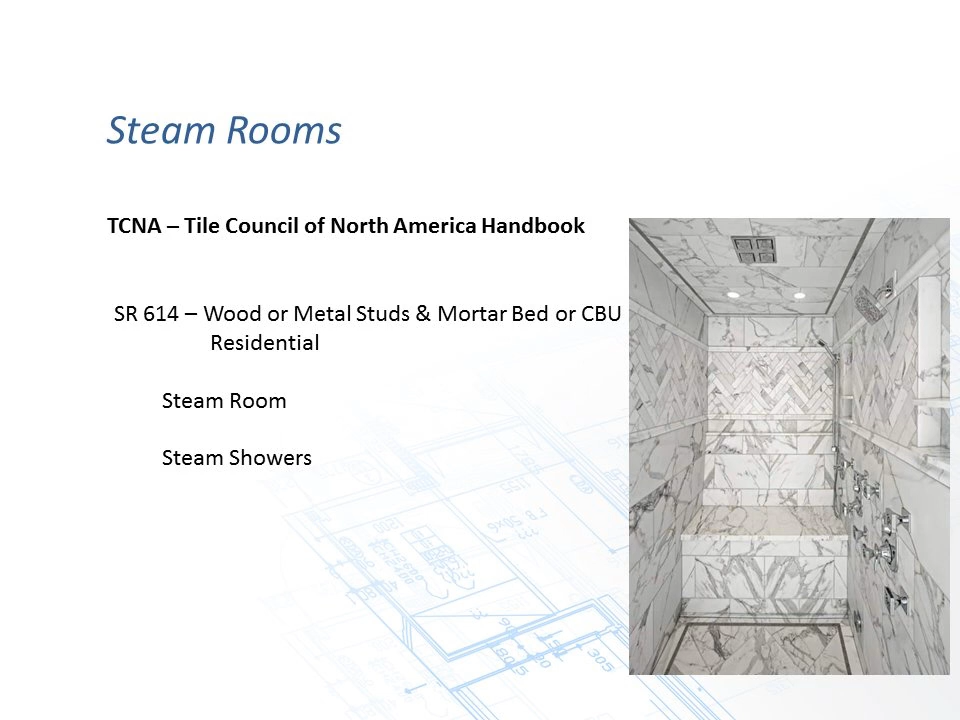 Steam Rooms
TCNA – Tile Council of North America Handbook
SR 614 – Wood or Metal Studs & Mortar Bed or CBU
Residential
Steam Room
Steam Showers
305